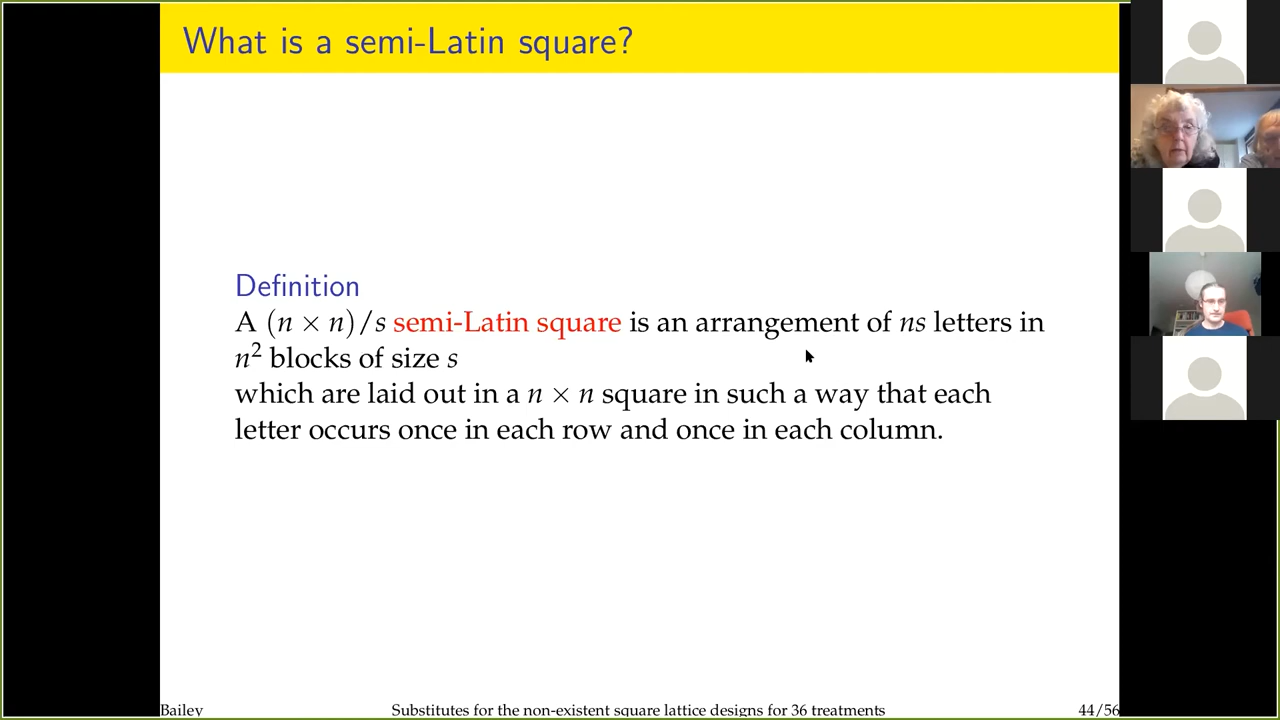 What is a semi-Latin square?
Definition
A (n × n)/s semi-Latin square is an arrangement of ns letters in
n² blocks of size s
which are laid out in a n × n square in such a way that each
letter occurs once in each row and once in each column.
Bailey Substitutes for the non-existent square lattice designs for 36 treatments 44/56